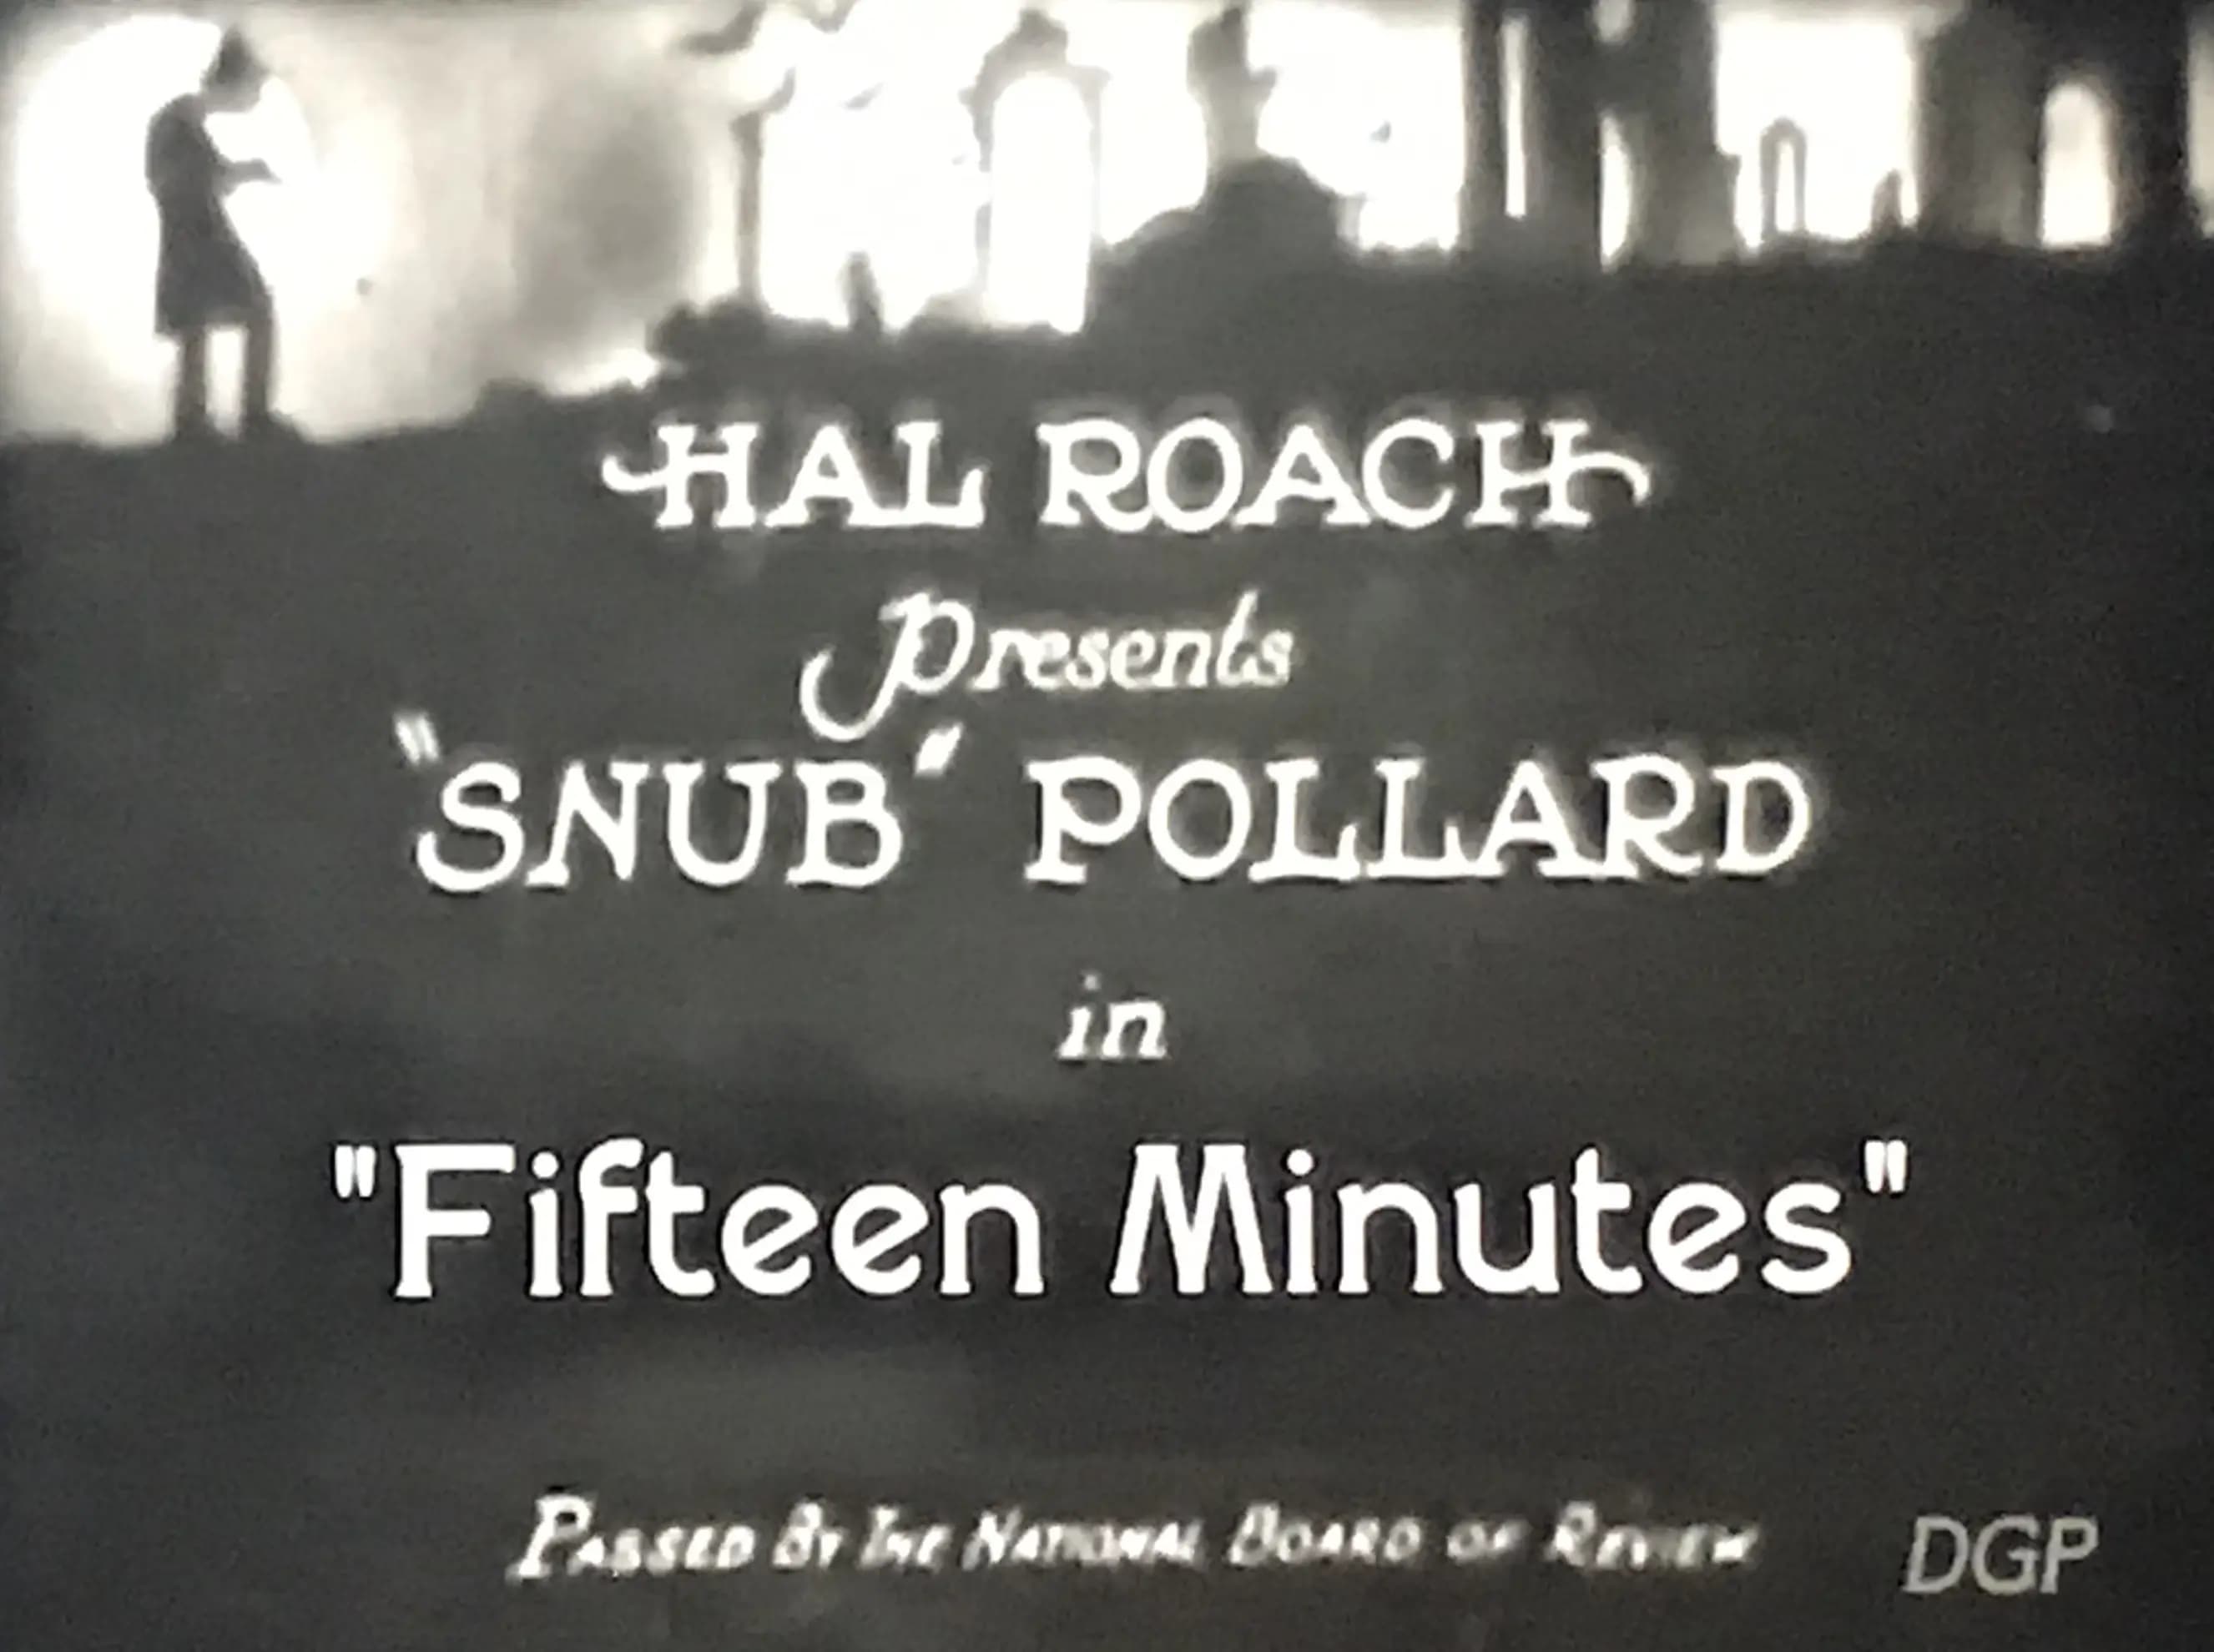 HAL ROACH
Presents
"SNUB" POLLARD
in
"Fifteen Minutes"
PASSED BY THE NATIONAL BOARD OF REVIEW
DGP